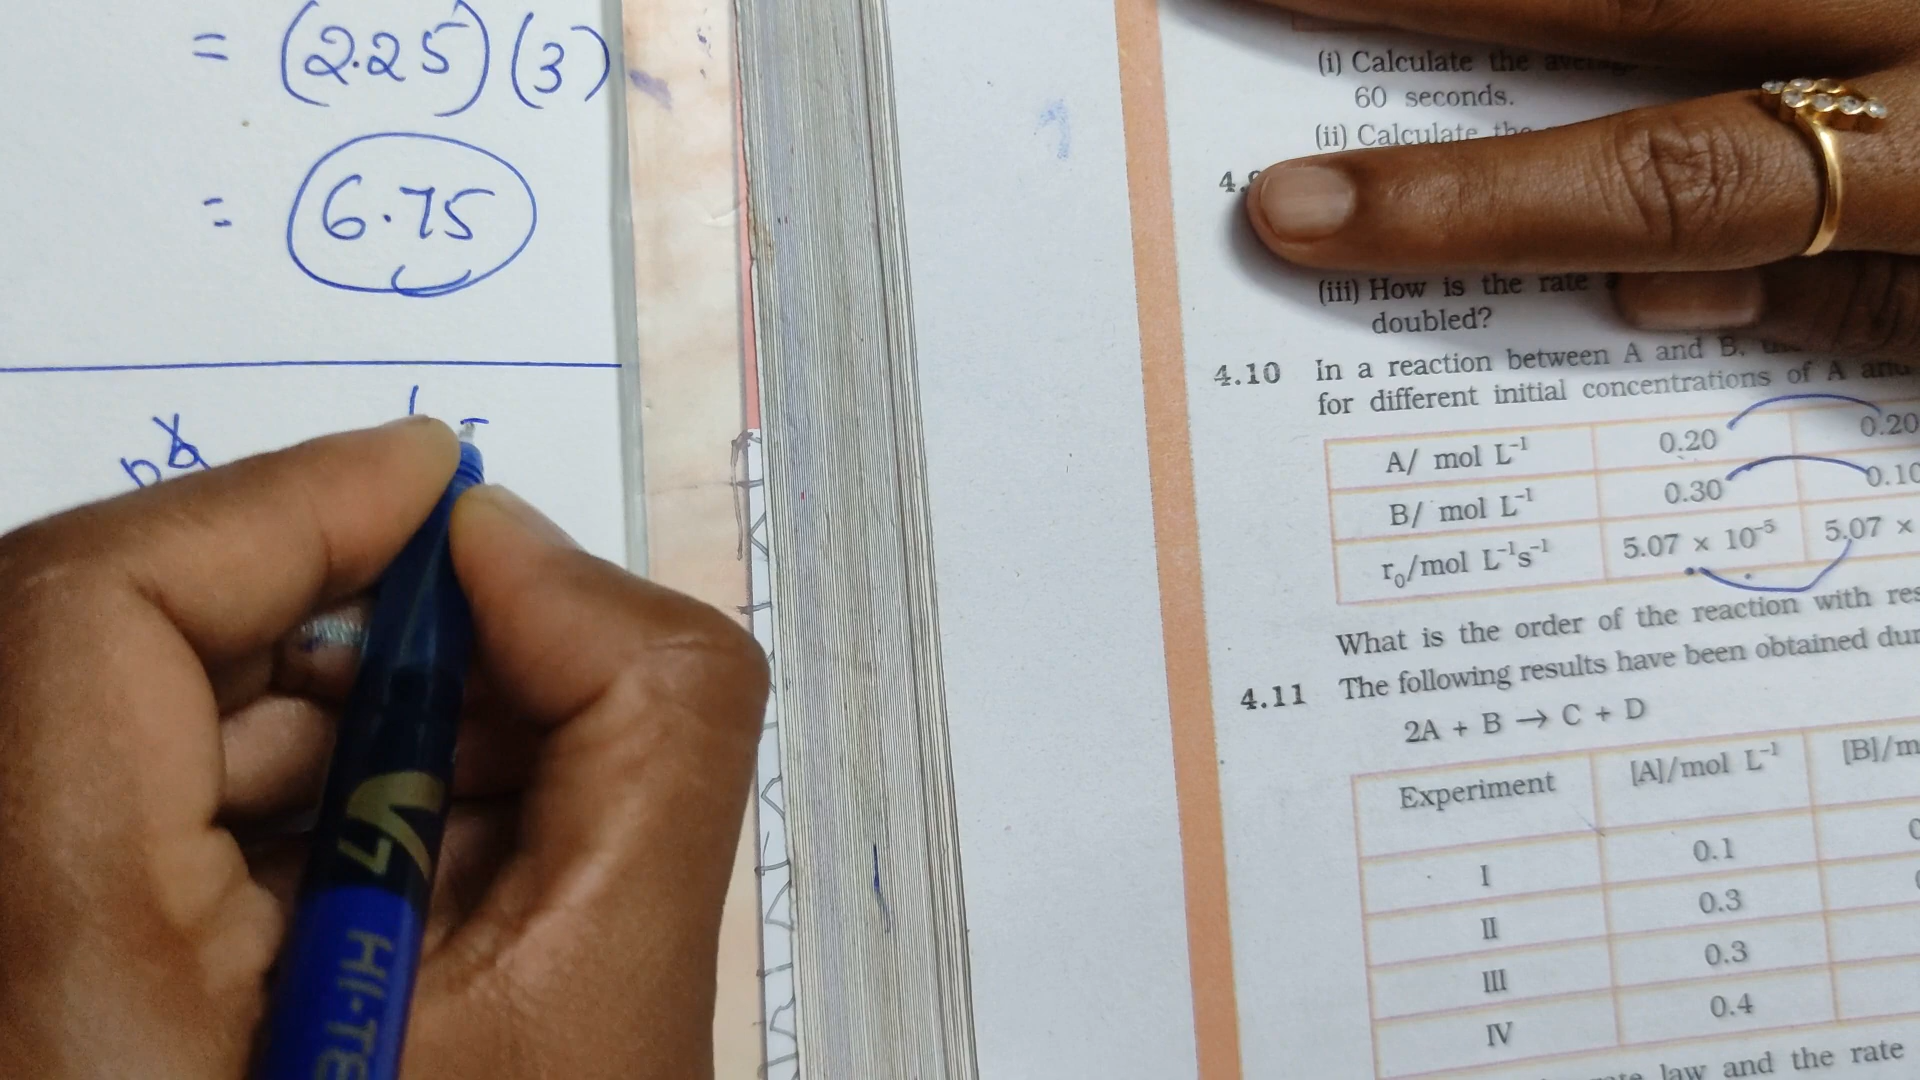 = (2.25) (3)
= 6.75
V7
HI-TE
(i) Calculate the
60 seconds.
(ii) Calculate the
(iii) How is the rate
doubled?
4.10 In a reaction between A and B,
for different initial concentrations of A and
A/ mol L⁻¹ 0.20 0.20
B/ mol L⁻¹ 0.30 0.10
r₀/mol L⁻¹s⁻¹ 5.07 × 10⁻⁵ 5.07 ×
What is the order of the reaction with res
4.11 The following results have been obtained dur
2A + B → C + D
Experiment [A]/mol L⁻¹ [B]/m
I 0.1
II 0.3
III 0.3
IV 0.4
law and the rate